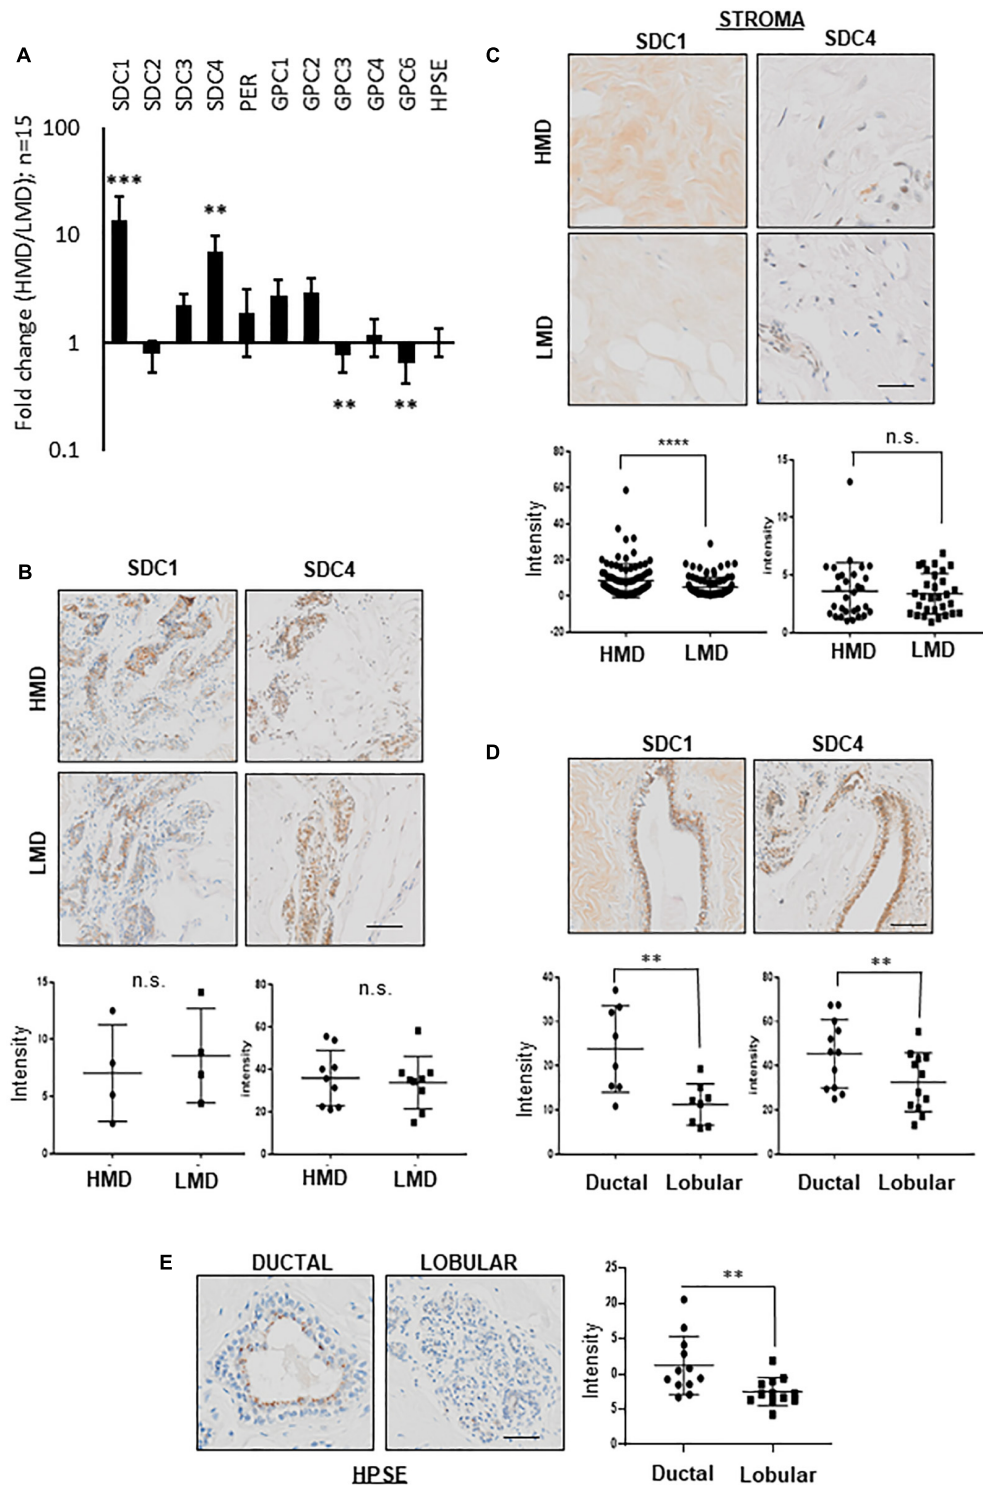 A
SDC1 SDC2 SDC3 SDC4 PER GPC1 GPC2 GPC3 GPC4 GPC6 HPSE
Fold change (HMD/LMD); n=15
100
10
1
0.1
***
**
**
**
B
SDC1 SDC4
HMD
LMD
n.s.
Intensity
15
10
5
0
HMD LMD
n.s.
intensity
80
60
40
20
0
HMD LMD
C
STROMA
SDC1 SDC4
HMD
LMD
****
Intensity
80
60
40
20
0
-20
HMD LMD
n.s.
intensity
15
10
5
0
HMD LMD
D
SDC1 SDC4
**
Intensity
40
30
20
10
0
Ductal Lobular
**
intensity
80
60
40
20
0
Ductal Lobular
E
DUCTAL LOBULAR
HPSE
**
Intensity
25
20
5
0
5
0
Ductal Lobular